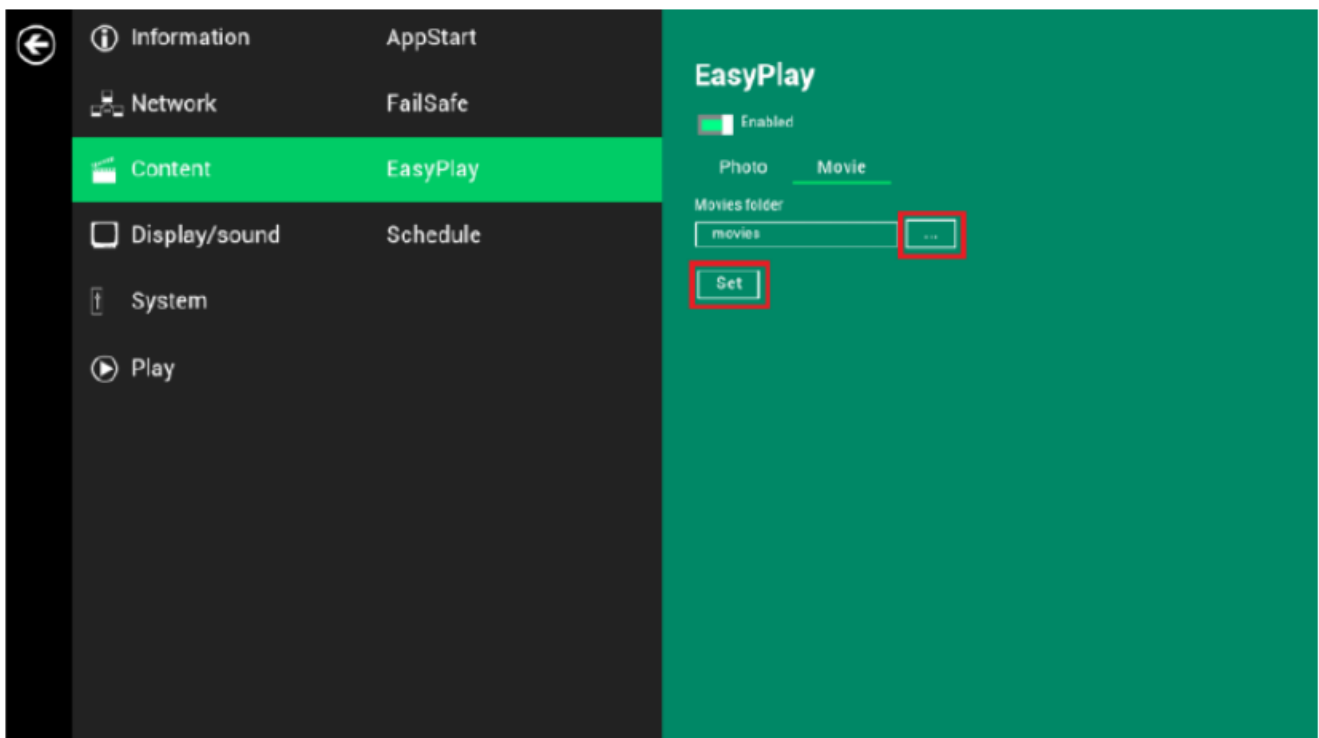 Information
Network
Content
Display/sound
System
Play
AppStart
FailSafe
EasyPlay
Schedule
EasyPlay
Enabled
Photo Movie
Movies folder
movies
...
Set